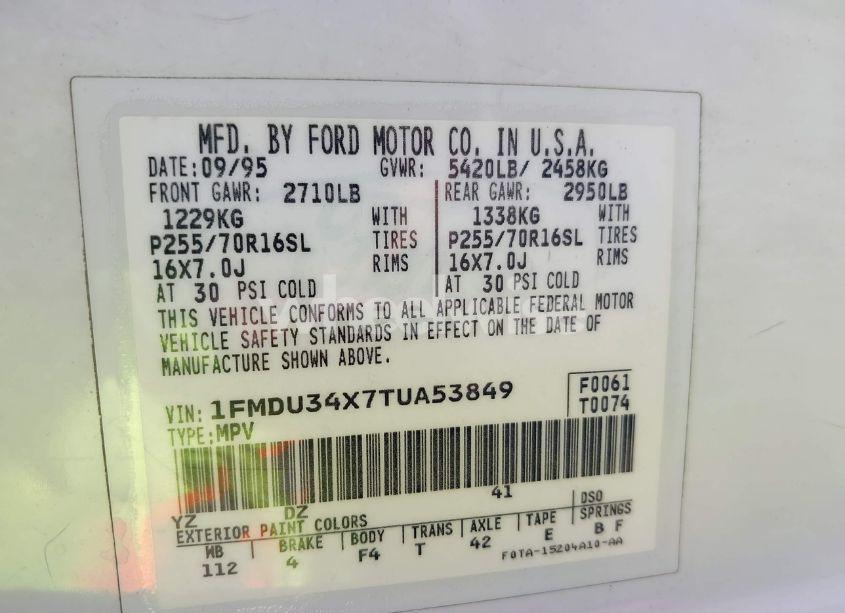 MFD. BY FORD MOTOR CO. IN U.S.A.
DATE: 09/95 GVWR: 5420LB/ 2458KG
FRONT GAWR: 2710LB REAR GAWR: 2950LB
1229KG WITH 1338KG WITH
P255/70R16SL TIRES P255/70R16SL TIRES
16X7.0J RIMS 16X7.0J RIMS
AT 30 PSI COLD AT 30 PSI COLD
THIS VEHICLE CONFORMS TO ALL APPLICABLE FEDERAL MOTOR
VEHICLE SAFETY STANDARDS IN EFFECT ON THE DATE OF
MANUFACTURE SHOWN ABOVE.
VIN: 1FMDU34X7TUA53849 F0061
TYPE: MPV T0074
41
YZ DZ DSO
EXTERIOR PAINT COLORS
WB BRAKE BODY TRANS AXLE TAPE SPRINGS
112 4 F4 T 42 E B F
F0TA-15204A10-AA